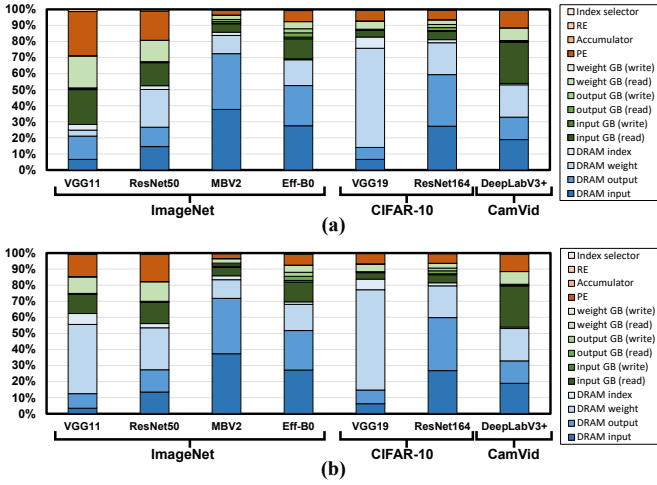 100%
90%
80%
70%
60%
50%
40%
30%
20%
10%
0%
VGG11 ResNet50 MBV2 Eff-B0 VGG19 ResNet164 DeepLabV3+
ImageNet CIFAR-10 CamVid
(a)
Index selector
RE
Accumulator
PE
weight GB (write)
weight GB (read)
output GB (write)
output GB (read)
input GB (write)
input GB (read)
DRAM index
DRAM weight
DRAM output
DRAM input
100%
90%
80%
70%
60%
50%
40%
30%
20%
10%
0%
VGG11 ResNet50 MBV2 Eff-B0 VGG19 ResNet164 DeepLabV3+
ImageNet CIFAR-10 CamVid
(b)
Index selector
RE
Accumulator
PE
weight GB (write)
weight GB (read)
output GB (write)
output GB (read)
input GB (write)
input GB (read)
DRAM index
DRAM weight
DRAM output
DRAM input